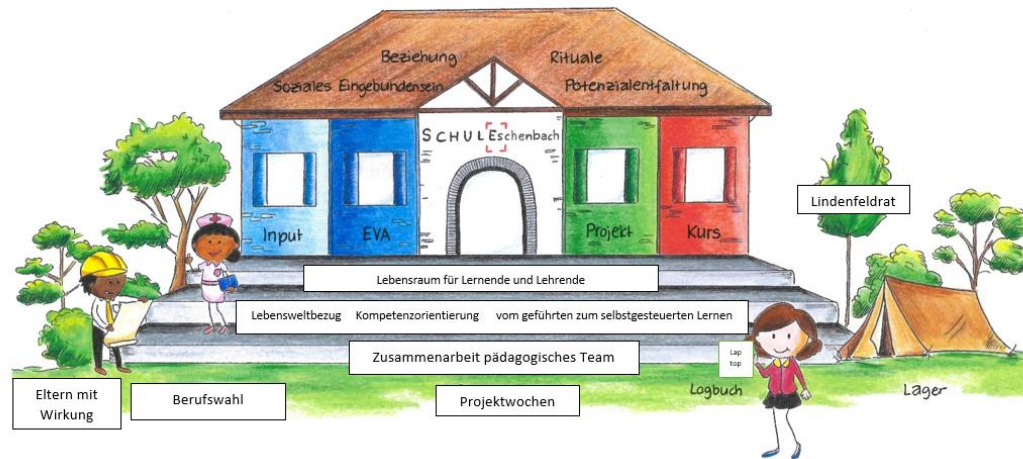 Beziehung Rituale
Soziales Eingebundensein Potenzialentfaltung
SCHULEschenbach
Input EVA Projekt Kurs
Lindenfeldrat
Lebensraum für Lernende und Lehrende
Lebensweltbezug Kompetenzorientierung vom geführten zum selbstgesteuerten Lernen
Zusammenarbeit pädagogisches Team
Lap
top
Eltern mit
Wirkung
Berufswahl
Projektwochen
Logbuch
Lager